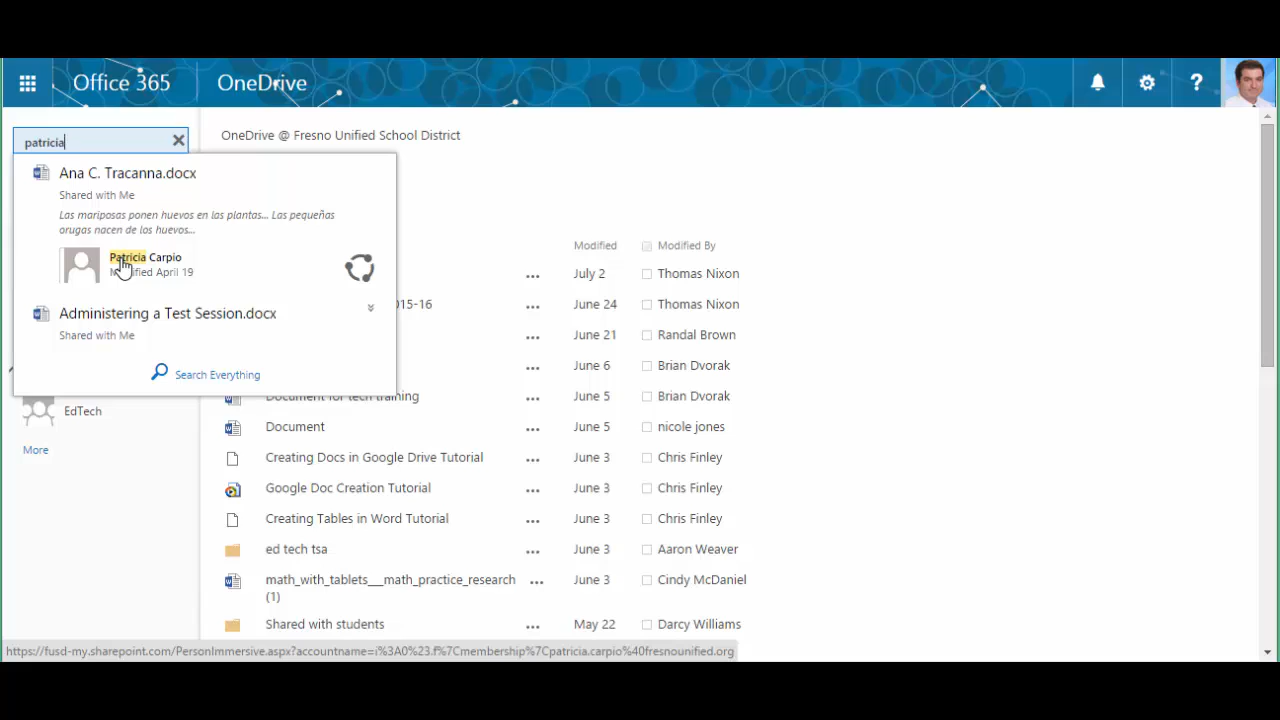 Office 365
OneDrive
?
patricia
OneDrive @ Fresno Unified School District
Ana C. Tracanna.docx
Shared with Me
Las mariposas ponen huevos en las plantas... Las pequeñas
orugas nacen de los huevos...
Patricia Carpio
April 19
Administering a Test Session.docx
Shared with Me
Search Everything
EdTech
More
Modified Modified By
... July 2 Thomas Nixon
015-16 ... June 24 Thomas Nixon
... June 21 Randal Brown
... June 6 Brian Dvorak
Document for tech training ... June 5 Brian Dvorak
Document ... June 5 nicole jones
Creating Docs in Google Drive Tutorial ... June 3 Chris Finley
Google Doc Creation Tutorial ... June 3 Chris Finley
Creating Tables in Word Tutorial ... June 3 Chris Finley
ed tech tsa ... June 3 Aaron Weaver
math_with_tablets__math_practice_research ... June 3 Cindy McDaniel
(1)
Shared with students ... May 22 Darcy Williams
https://fusd-my.sharepoint.com/PersonImmersive.aspx?accountname=i%3A0%23.f%7Cmembership%7Cpatricia.carpio%40fresnounified.org